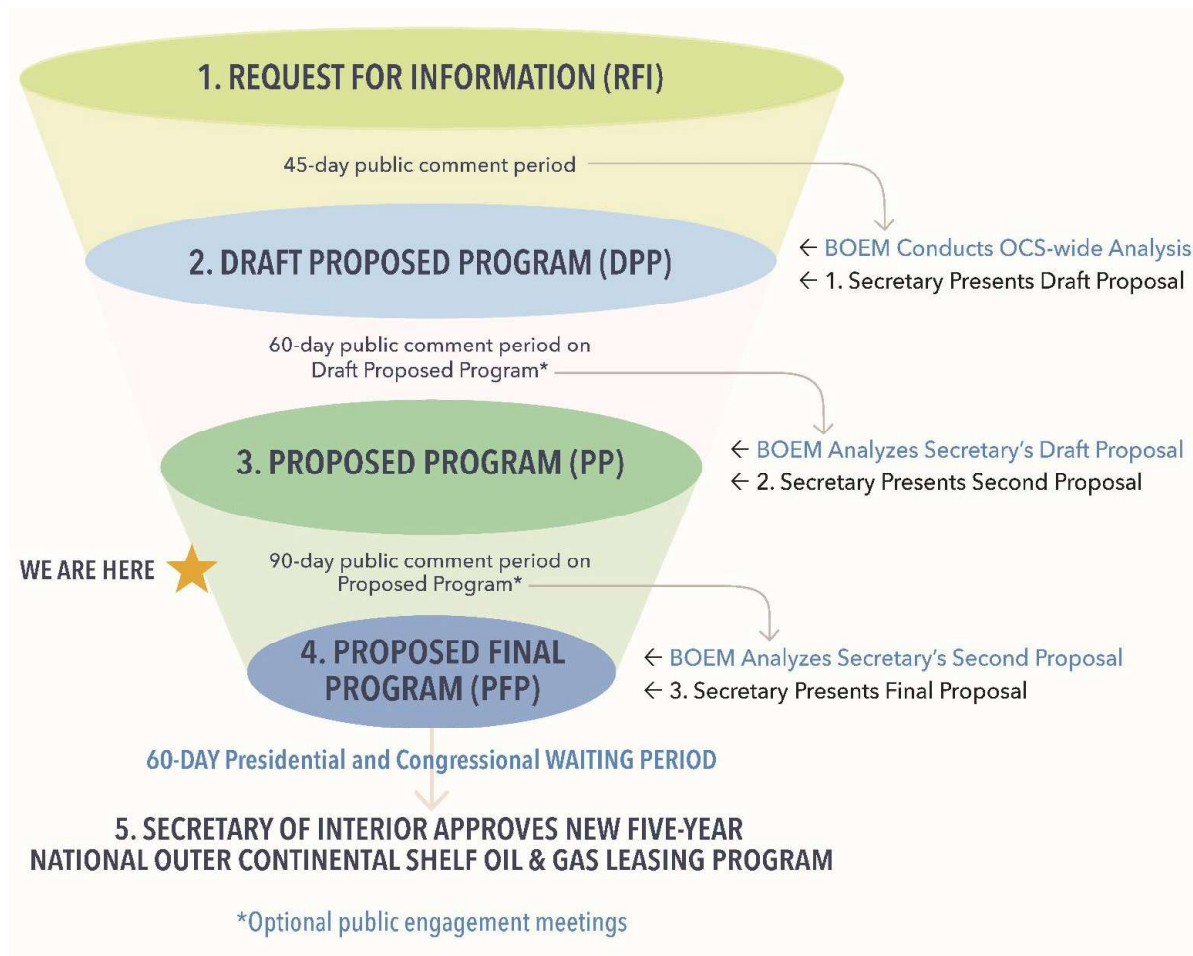 1. REQUEST FOR INFORMATION (RFI)
45-day public comment period
← BOEM Conducts OCS-wide Analysis
← 1. Secretary Presents Draft Proposal
2. DRAFT PROPOSED PROGRAM (DPP)
60-day public comment period on
Draft Proposed Program*
← BOEM Analyzes Secretary's Draft Proposal
← 2. Secretary Presents Second Proposal
3. PROPOSED PROGRAM (PP)
WE ARE HERE
90-day public comment period on
Proposed Program*
← BOEM Analyzes Secretary's Second Proposal
← 3. Secretary Presents Final Proposal
4. PROPOSED FINAL
PROGRAM (PFP)
60-DAY Presidential and Congressional WAITING PERIOD
5. SECRETARY OF INTERIOR APPROVES NEW FIVE-YEAR
NATIONAL OUTER CONTINENTAL SHELF OIL & GAS LEASING PROGRAM
*Optional public engagement meetings